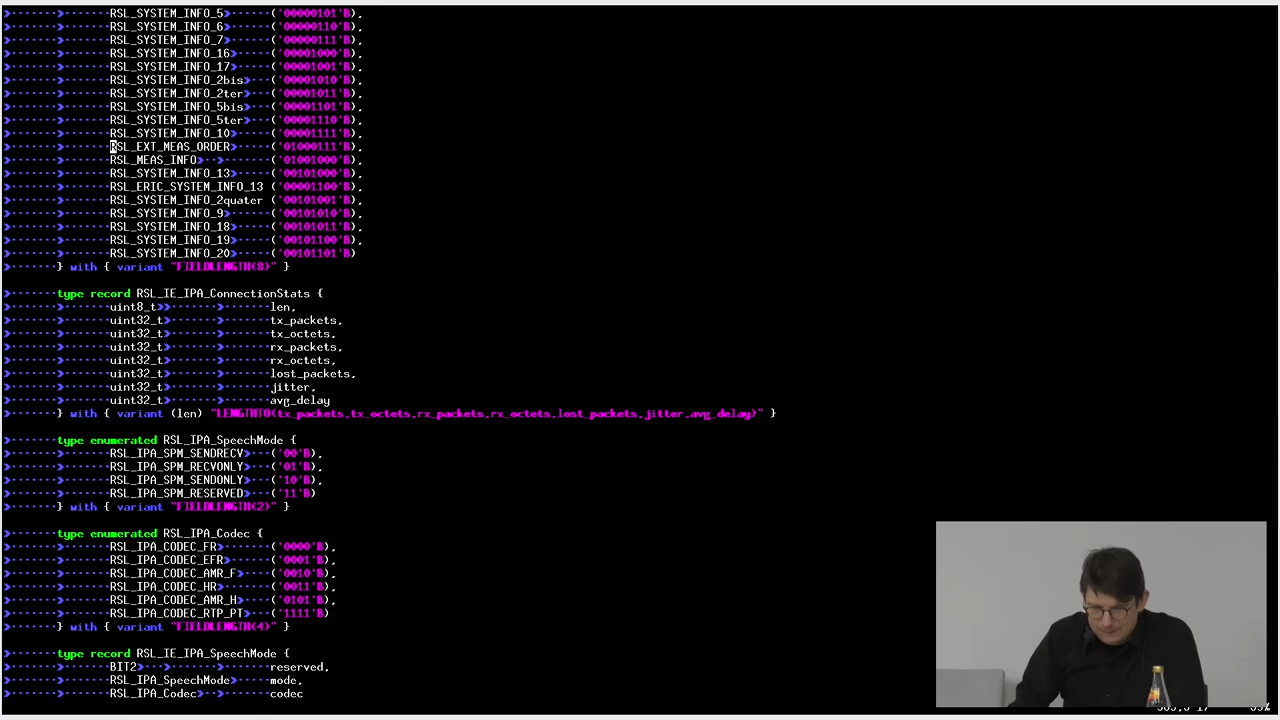 RSL_SYSTEM_INFO_5 ('00000101'B),
RSL_SYSTEM_INFO_6 ('00000110'B),
RSL_SYSTEM_INFO_7 ('00000111'B),
RSL_SYSTEM_INFO_16 ('00001000'B),
RSL_SYSTEM_INFO_17 ('00001001'B),
RSL_SYSTEM_INFO_2bis ('00001010'B),
RSL_SYSTEM_INFO_2ter ('00001011'B),
RSL_SYSTEM_INFO_5bis ('00001101'B),
RSL_SYSTEM_INFO_5ter ('00001110'B),
RSL_SYSTEM_INFO_10 ('00001111'B),
RSL_EXT_MEAS_ORDER ('01000111'B),
RSL_MEAS_INFO ('01001000'B),
RSL_SYSTEM_INFO_13 ('00101000'B),
RSL_ERIC_SYSTEM_INFO_13 ('00001100'B),
RSL_SYSTEM_INFO_2quater ('00101001'B),
RSL_SYSTEM_INFO_9 ('00101010'B),
RSL_SYSTEM_INFO_18 ('00101011'B),
RSL_SYSTEM_INFO_19 ('00101100'B),
RSL_SYSTEM_INFO_20 ('00101101'B)
} with { variant "FIELDLENGTH(8)" }
type record RSL_IE_IPA_ConnectionStats {
uint8_t len,
uint32_t tx_packets,
uint32_t tx_octets,
uint32_t rx_packets,
uint32_t rx_octets,
uint32_t lost_packets,
uint32_t jitter,
uint32_t avg_delay
} with { variant (len) "LENGTHTO(tx_packets,tx_octets,rx_packets,rx_octets,lost_packets,jitter,avg_delay)" }
type enumerated RSL_IPA_SpeechMode {
RSL_IPA_SPM_SENDRECV ('00'B),
RSL_IPA_SPM_RECVONLY ('01'B),
RSL_IPA_SPM_SENDONLY ('10'B),
RSL_IPA_SPM_RESERVED ('11'B)
} with { variant "FIELDLENGTH(2)" }
type enumerated RSL_IPA_Codec {
RSL_IPA_CODEC_FR ('0000'B),
RSL_IPA_CODEC_EFR ('0001'B),
RSL_IPA_CODEC_AMR_F ('0010'B),
RSL_IPA_CODEC_HR ('0011'B),
RSL_IPA_CODEC_AMR_H ('0101'B),
RSL_IPA_CODEC_RTP_PT ('1111'B)
} with { variant "FIELDLENGTH(4)" }
type record RSL_IE_IPA_SpeechMode {
BIT2 reserved,
RSL_IPA_SpeechMode mode,
RSL_IPA_Codec codec